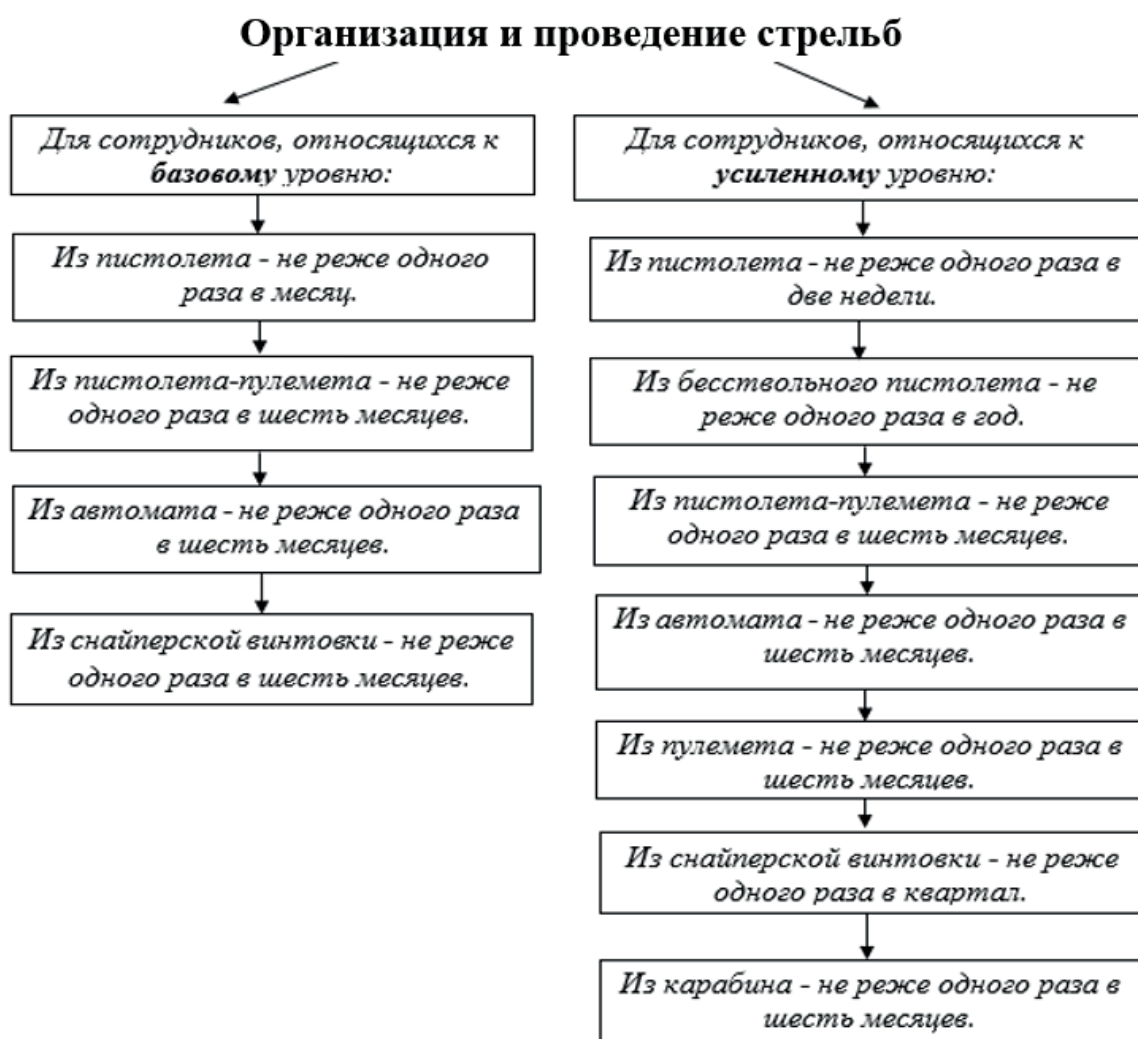 Организация и проведение стрельб
Для сотрудников, относящихся к
базовому уровню:
Из пистолета - не реже одного
раза в месяц.
Из пистолета-пулемета - не реже
одного раза в шесть месяцев.
Из автомата - не реже одного раза
в шесть месяцев.
Из снайперской винтовки - не реже
одного раза в шесть месяцев.
Для сотрудников, относящихся к
усиленному уровню:
Из пистолета - не реже одного раза в
две недели.
Из бесствольного пистолета - не
реже одного раза в год.
Из пистолета-пулемета - не реже
одного раза в шесть месяцев.
Из автомата - не реже одного раза в
шесть месяцев.
Из пулемета - не реже одного раза в
шесть месяцев.
Из снайперской винтовки - не реже
одного раза в квартал.
Из карабина - не реже одного раза в
шесть месяцев.